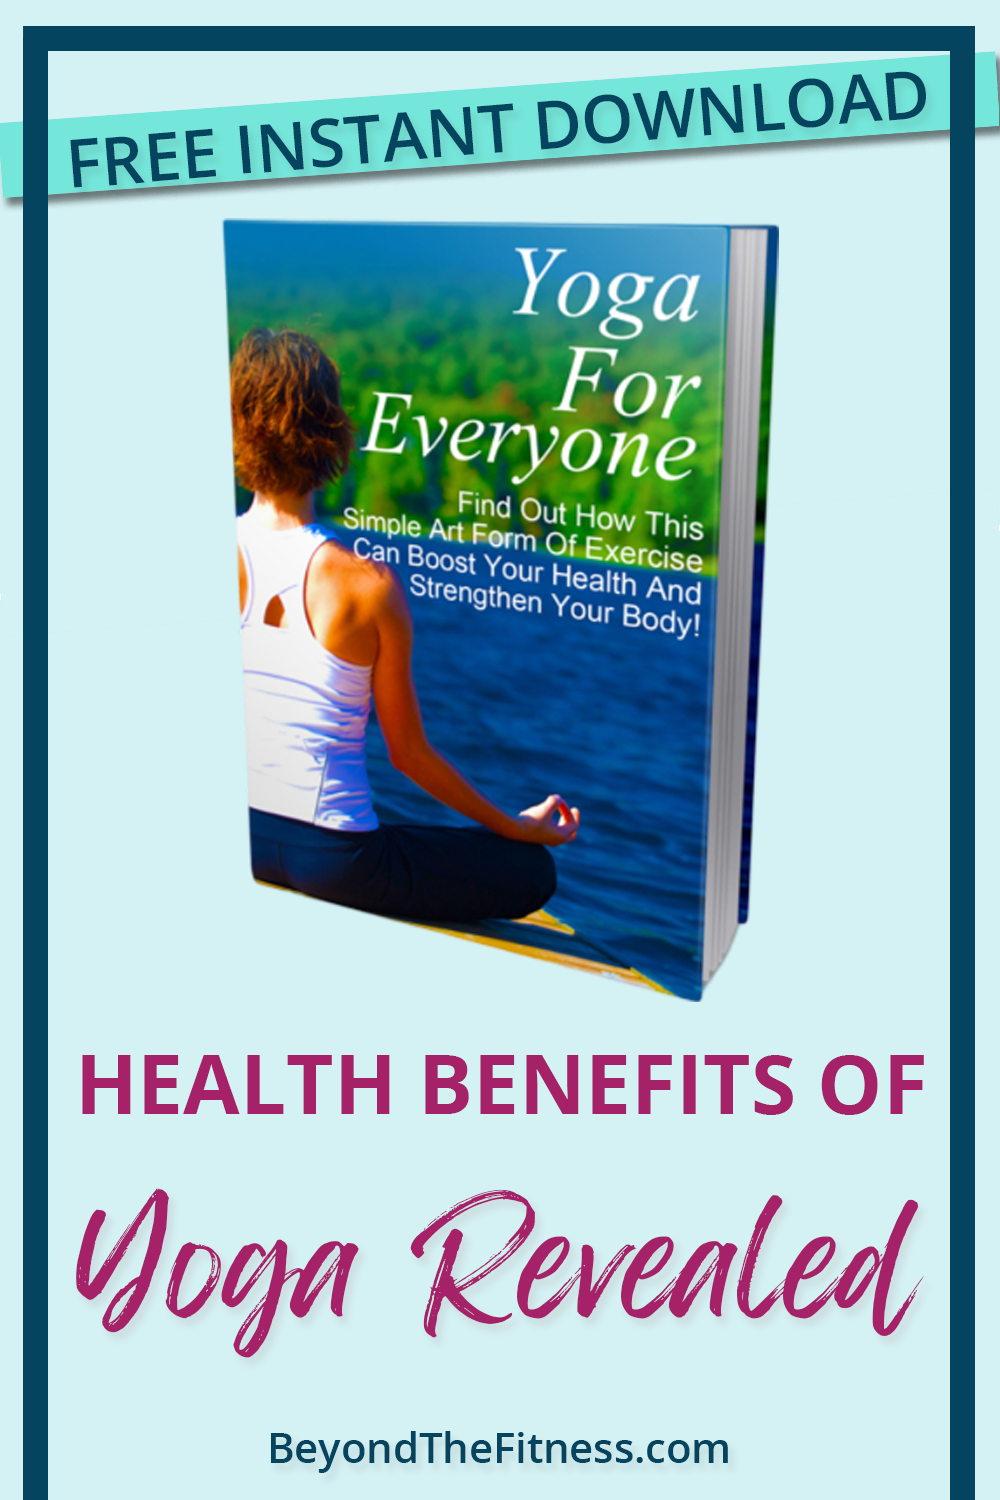 FREE INSTANT DOWNLOAD
Yoga
For
Everyone
Find Out How This
Simple Art Form Of Exercise
Can Boost Your Health And
Strengthen Your Body!
HEALTH BENEFITS OF
Yoga Revealed
BeyondTheFitness.com